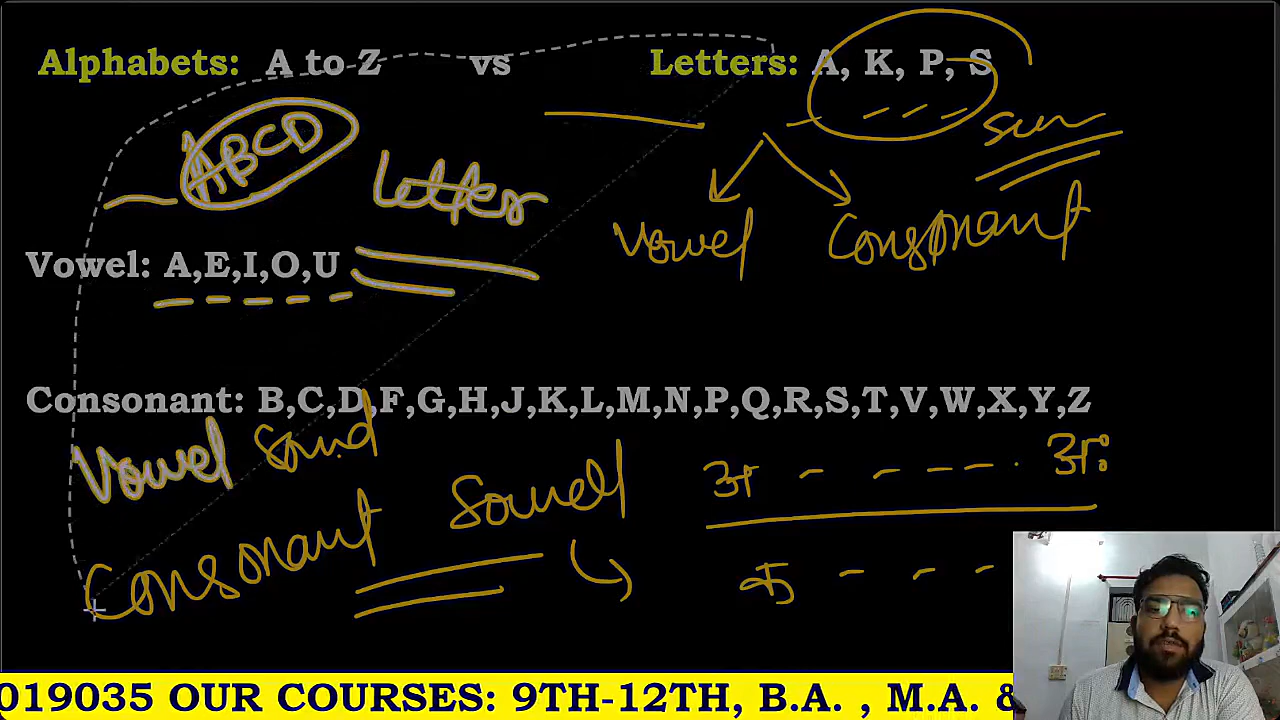 Alphabets: A to Z vs Letters: A, K, P, S
ABCD letter sun
Vowel Consonant
Vowel: A,E,I,O,U
Consonant: B,C,D,F,G,H,J,K,L,M,N,P,Q,R,S,T,V,W,X,Y,Z
Vowel sound
अ - - - - - अः
Consonant sound
क - - -
019035 OUR COURSES: 9TH-12TH, B.A. , M.A. &